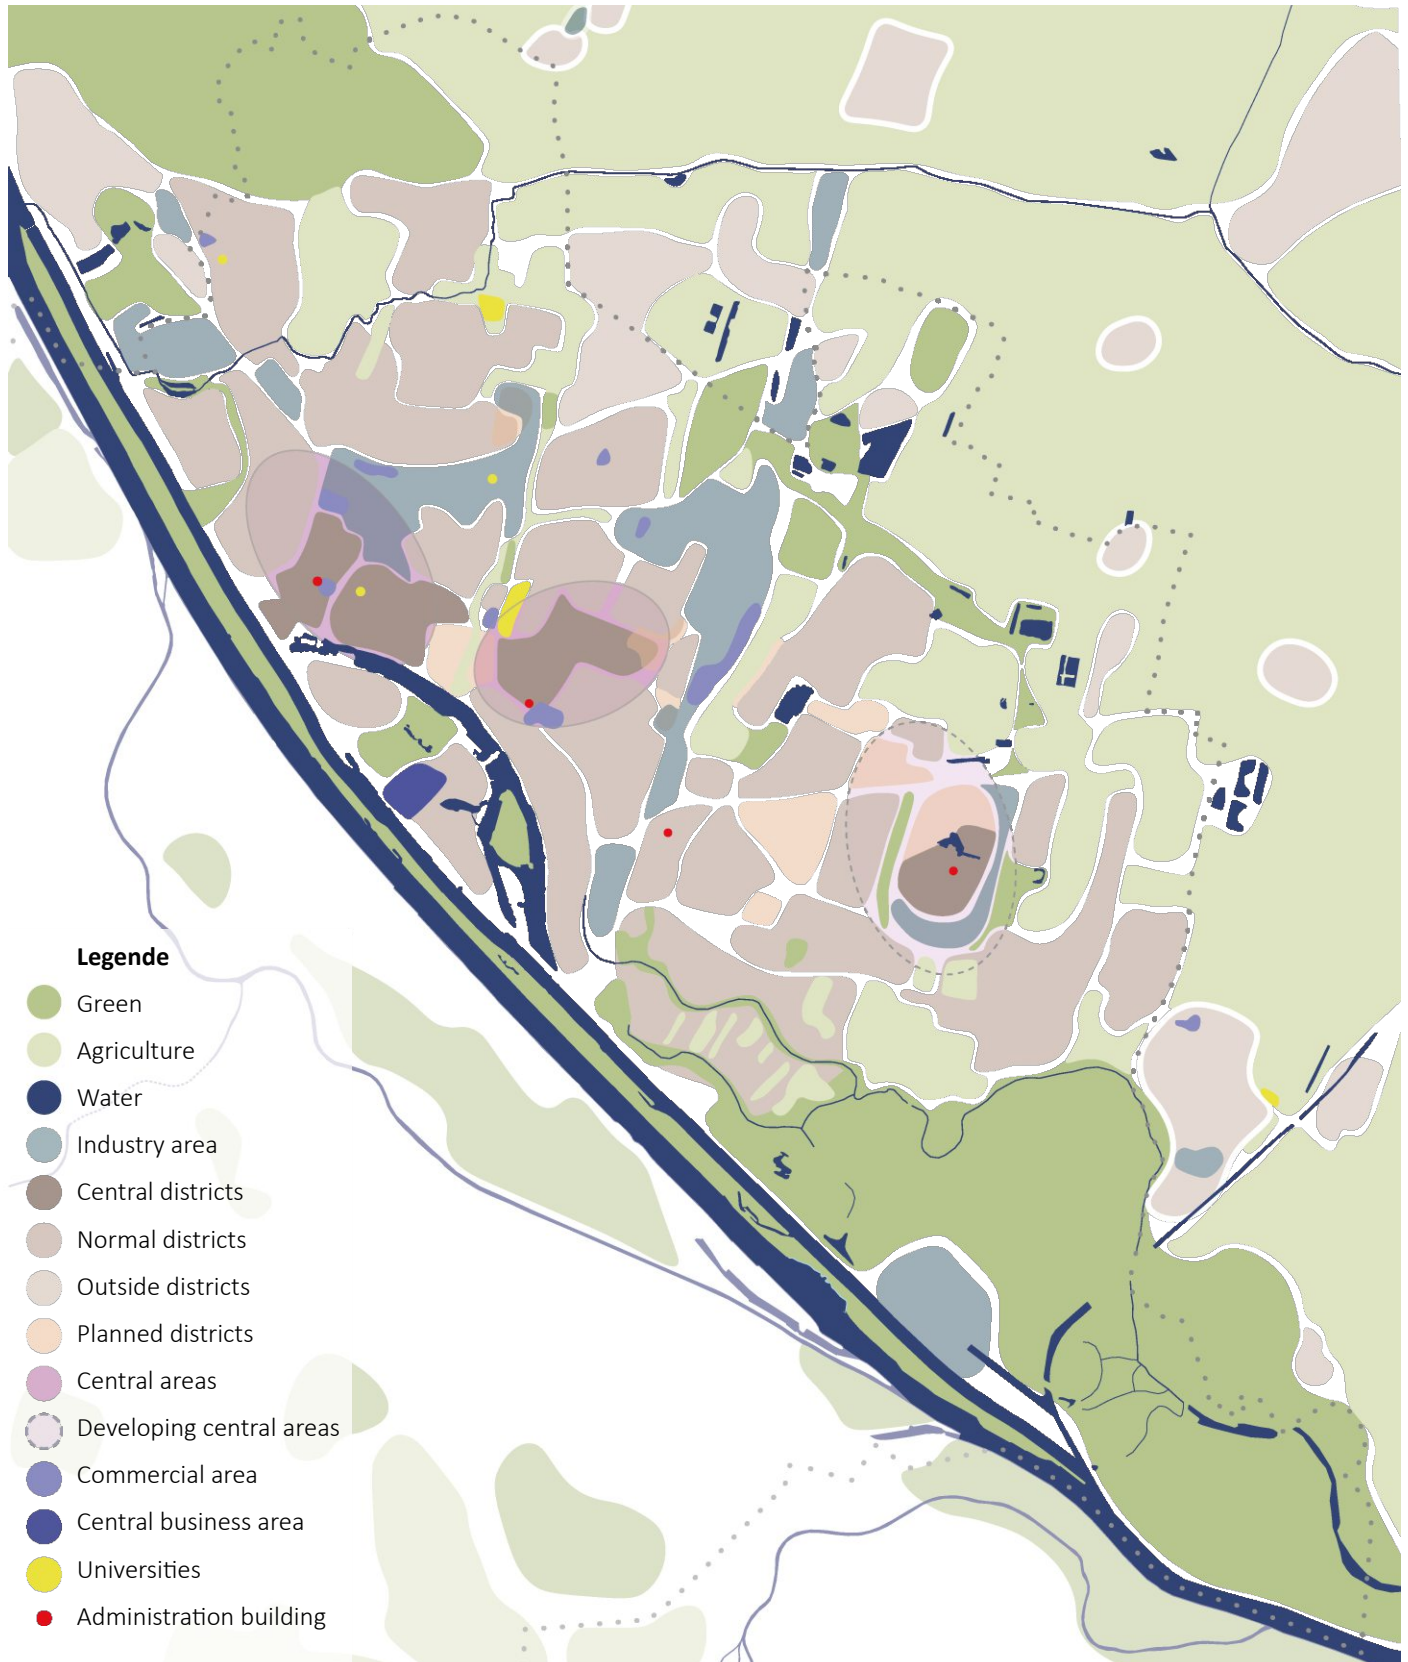 Legende
Green
Agriculture
Water
Industry area
Central districts
Normal districts
Outside districts
Planned districts
Central areas
Developing central areas
Commercial area
Central business area
Universities
Administration building